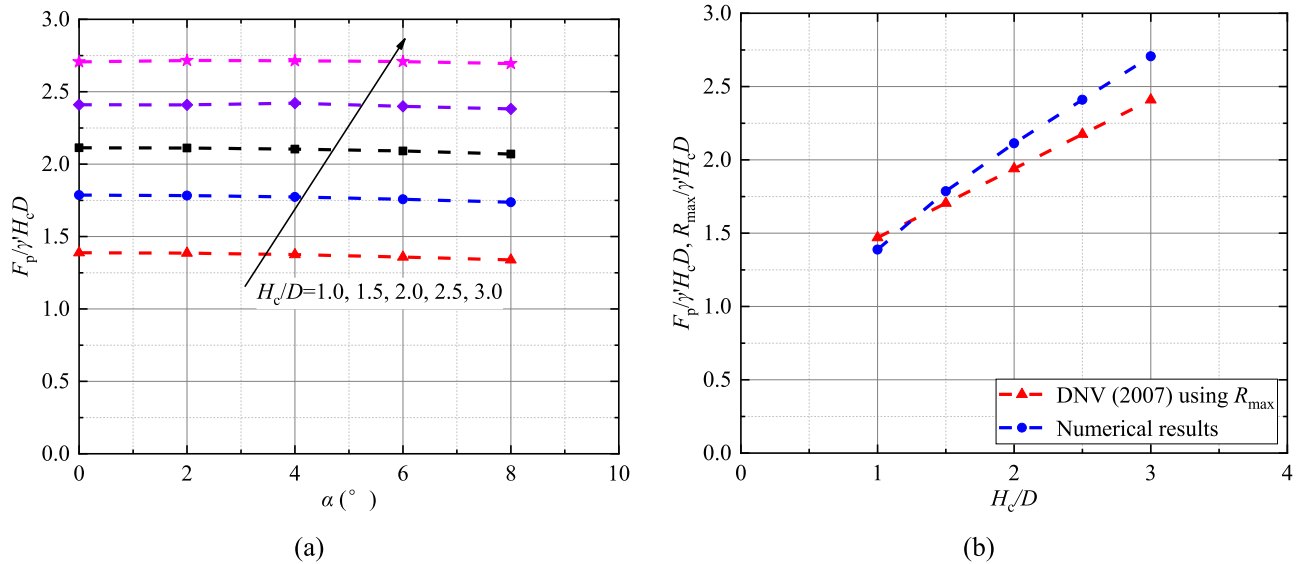 3.0
2.5
2.0
1.5
1.0
0.5
0.0
0 2 4 6 8 10
Fp/γ'HcD
α (°)
Hc/D=1.0, 1.5, 2.0, 2.5, 3.0
(a)
3.0
2.5
2.0
1.5
1.0
0.5
0.0
0 1 2 3 4
Fp/γ'HcD, Rmax/γ'HcD
Hc/D
DNV (2007) using Rmax
Numerical results
(b)